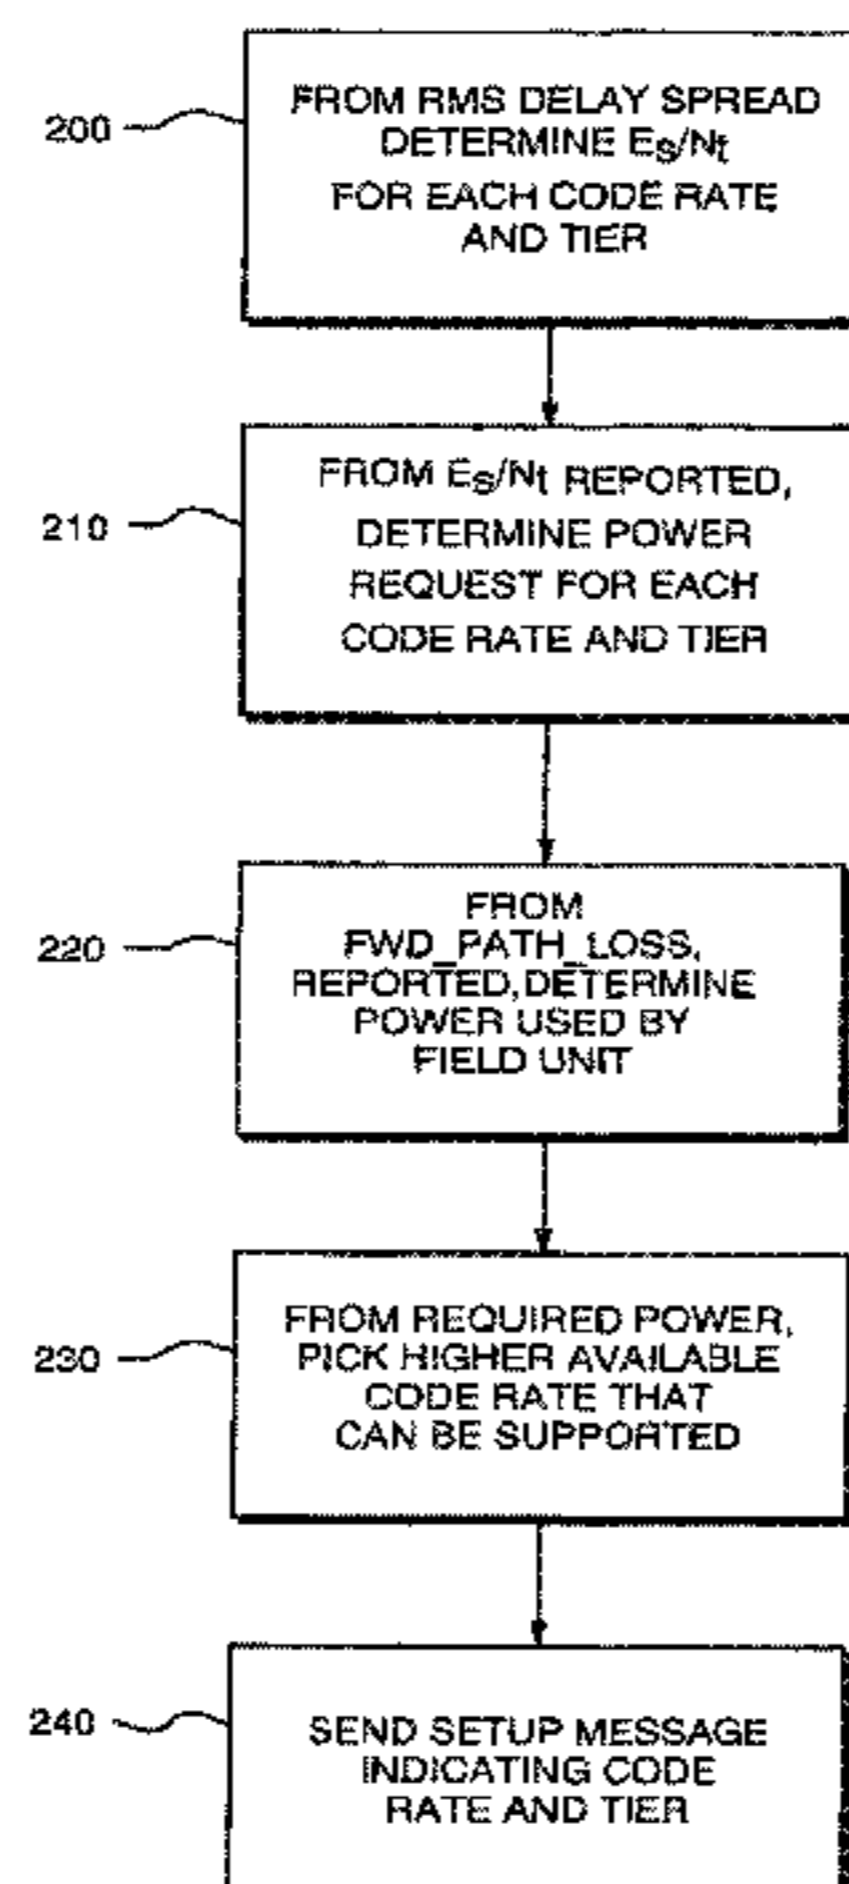 200
FROM RMS DELAY SPREAD
DETERMINE Es/Nt
FOR EACH CODE RATE
AND TIER
210
FROM Es/Nt REPORTED,
DETERMINE POWER
REQUEST FOR EACH
CODE RATE AND TIER
220
FROM
FWD_PATH_LOSS,
REPORTED, DETERMINE
POWER USED BY
FIELD UNIT
230
FROM REQUIRED POWER,
PICK HIGHER AVAILABLE
CODE RATE THAT
CAN BE SUPPORTED
240
SEND SETUP MESSAGE
INDICATING CODE
RATE AND TIER